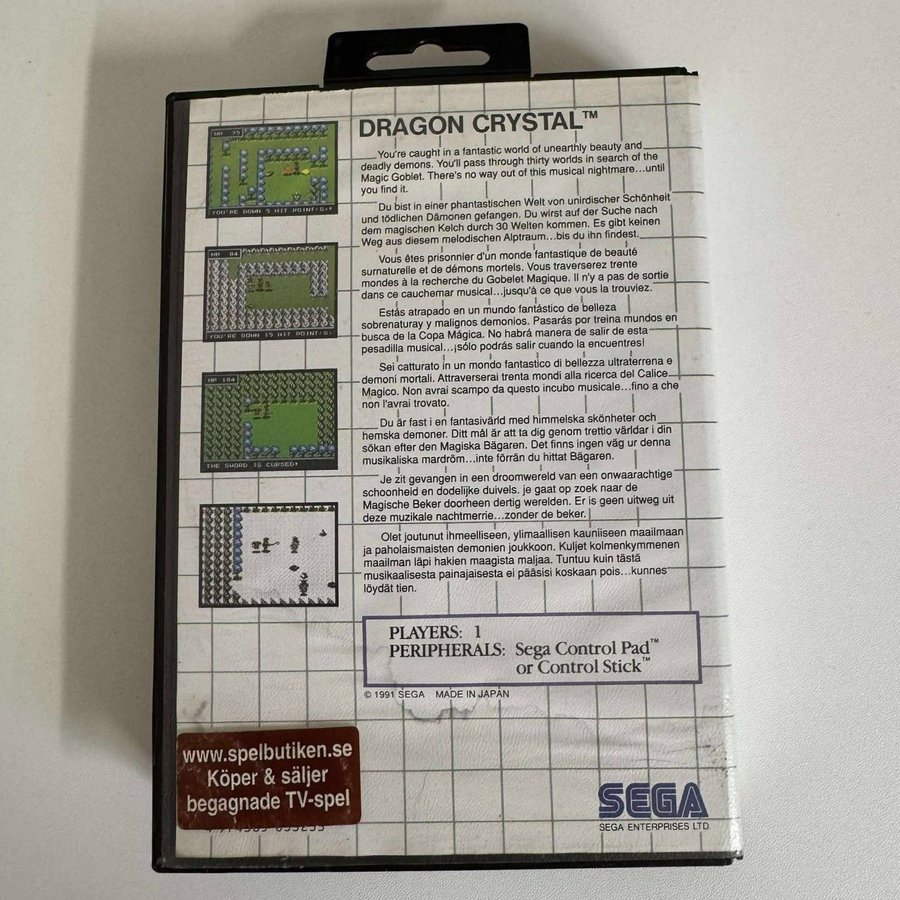 DRAGON CRYSTAL™
You're caught in a fantastic world of unearthly beauty and
deadly demons. You'll pass through thirty worlds in search of the
Magic Goblet. There's no way out of this musical nightmare...until
you find it.
Du bist in einer phantastischen Welt von unirdischer Schönheit
und tödlichen Dämonen gefangen. Du wirst auf der Suche nach
dem magischen Kelch durch 30 Welten kommen. Es gibt keinen
Weg aus diesem melodischen Alptraum...bis du ihn findest.
Vous êtes prisonnier d'un monde fantastique de beauté
surnaturelle et de démons mortels. Vous traverserez trente
mondes à la recherche du Gobelet Magique. Il n'y a pas de sortie
dans ce cauchemar musical...jusqu'à ce que vous la trouviez.
Estás atrapado en un mundo fantástico de belleza
sobrenaturay y malignos demonios. Pasarás por treina mundos en
busca de la Copa Mágica. No habrá manera de salir de esta
pesadilla musical...¡sólo podrás salir cuando la encuentres!
Sei catturato in un mondo fantastico di bellezza ultraterrena e
demoni mortali. Attraverserai trenta mondi alla ricerca del Calice
Magico. Non avrai scampo da questo incubo musicale...fino a che
non l'avrai trovato.
Du är fast i en fantasivärld med himmelska skönheter och
hemska demoner. Ditt mål är att ta dig genom trettio världar i din
sökan efter den Magiska Bägaren. Det finns ingen väg ur denna
musikaliska mardröm...inte förrän du hittat Bägaren.
Je zit gevangen in een droomwereld van een onwaarachtige
schoonheid en dodelijke duivels. je gaat op zoek naar de
Magische Beker doorheen dertig werelden. Er is geen uitweg uit
deze muzikale nachtmerrie...zonder de beker.
Olet joutunut ihmeelliseen, ylimaallisen kauniiseen maailmaan
ja paholaismaisten demonien joukkoon. Kuljet kolmenkymmenen
maailman läpi hakien maagista maljaa. Tuntuu kuin tästä
musikaalisesta painajaisesta ei pääsisi koskaan pois...kunnes
löydät tien.
HP 75
YOU'RE DOWN 5 HIT POINT(S)!
HP 84
YOU'RE DOWN 15 HIT POINT(S)
HP 104
THE SWORD IS CURSED!
PLAYERS: 1
PERIPHERALS: Sega Control Pad™
or Control Stick™
© 1991 SEGA MADE IN JAPAN
www.spelbutiken.se
Köper & säljer
begagnade TV-spel
SEGA
SEGA ENTERPRISES LTD.